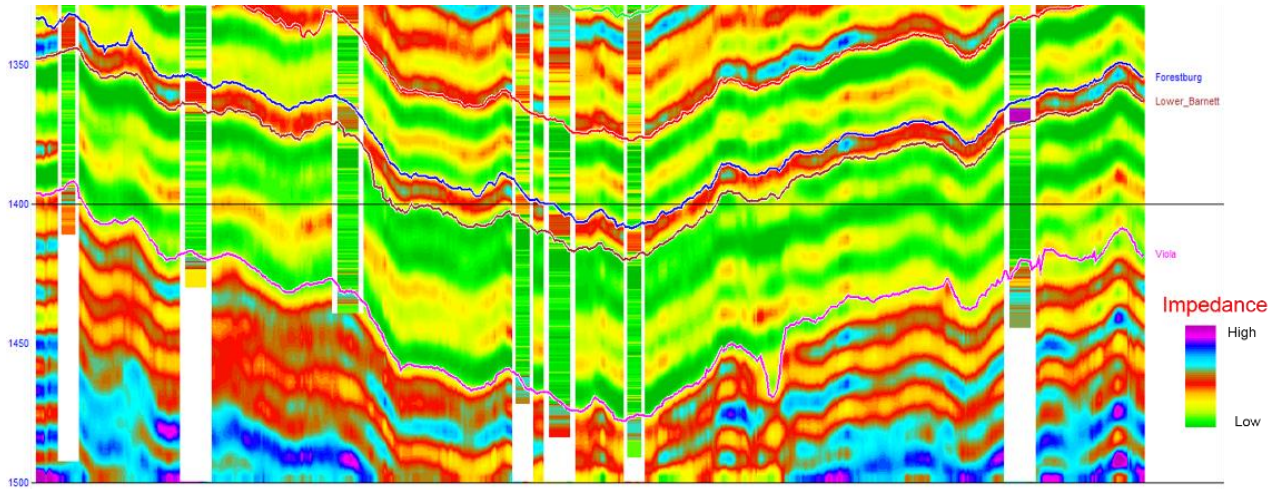 1350
Forestburg
Lower_Barnett
1400
Viola
Impedance
High
1450
Low
1500